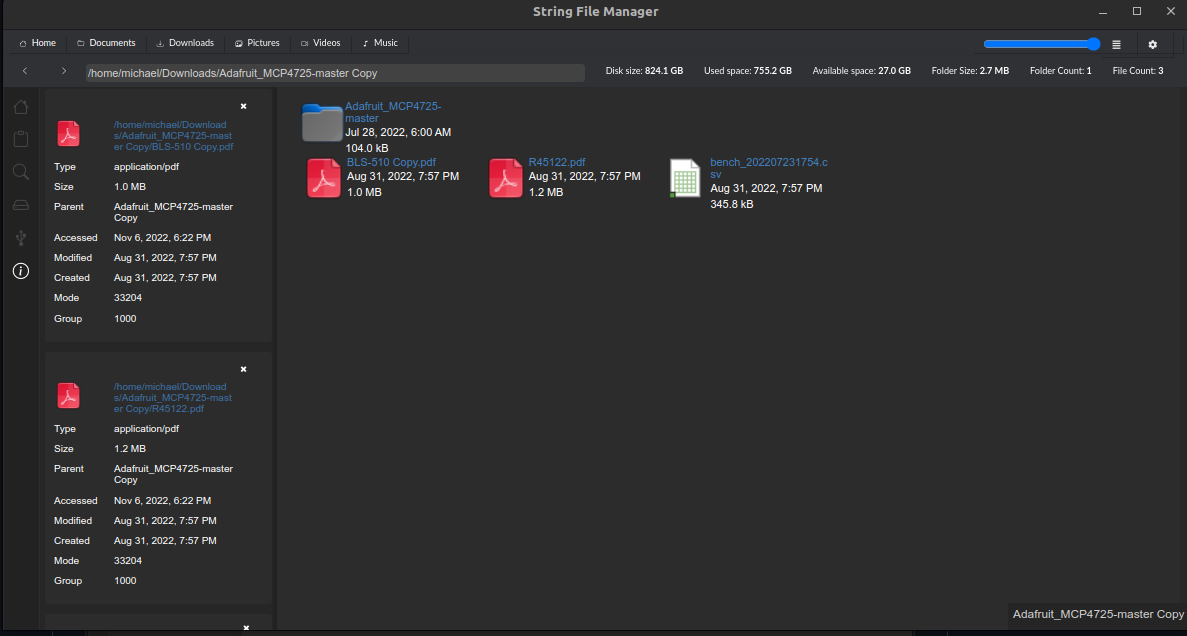 String File Manager
Home Documents Downloads Pictures Videos Music
/home/michael/Downloads/Adafruit_MCP4725-master Copy
Disk size: 824.1 GB Used space: 755.2 GB Available space: 27.0 GB Folder Size: 2.7 MB Folder Count: 1 File Count: 3
/home/michael/Download
s/Adafruit_MCP4725-mast
er Copy/BLS-510 Copy.pdf
Type application/pdf
Size 1.0 MB
Parent Adafruit_MCP4725-master
Copy
Accessed Nov 6, 2022, 6:22 PM
Modified Aug 31, 2022, 7:57 PM
Created Aug 31, 2022, 7:57 PM
Mode 33204
Group 1000
/home/michael/Download
s/Adafruit_MCP4725-mast
er Copy/R45122.pdf
Type application/pdf
Size 1.2 MB
Parent Adafruit_MCP4725-master
Copy
Accessed Nov 6, 2022, 6:22 PM
Modified Aug 31, 2022, 7:57 PM
Created Aug 31, 2022, 7:57 PM
Mode 33204
Group 1000
Adafruit_MCP4725-
master
Jul 28, 2022, 6:00 AM
104.0 kB
BLS-510 Copy.pdf
Aug 31, 2022, 7:57 PM
1.0 MB
R45122.pdf
Aug 31, 2022, 7:57 PM
1.2 MB
bench_202207231754.c
sv
Aug 31, 2022, 7:57 PM
345.8 kB
Adafruit_MCP4725-master Copy